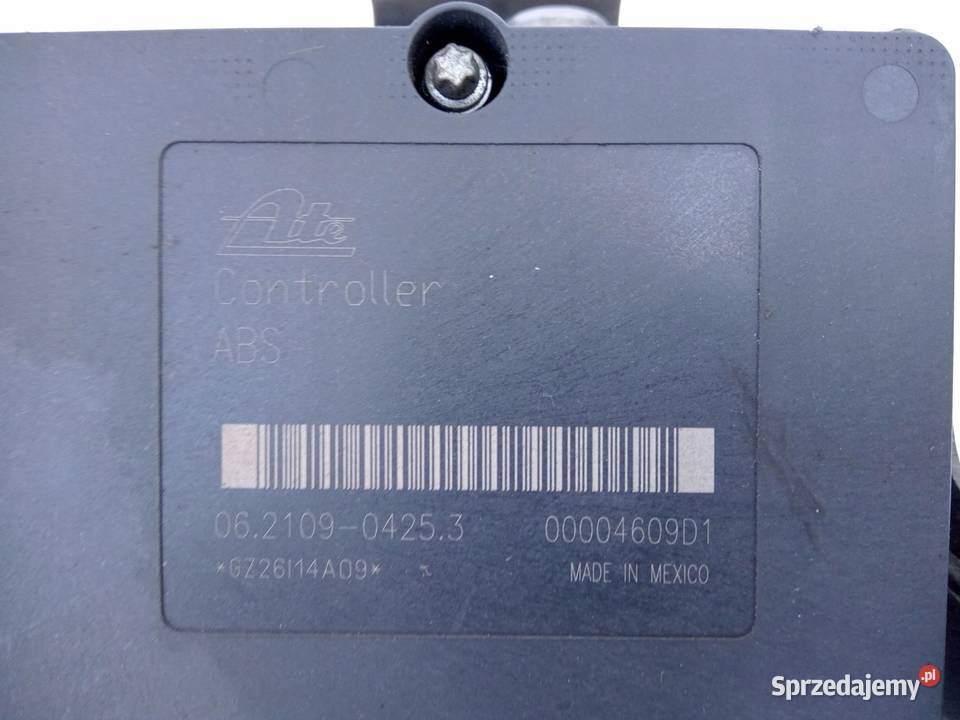 Ate
Controller
ABS
06.2109-0425.3 00004609D1
*GZ26I14A09* MADE IN MEXICO
Sprzedajemy.pl